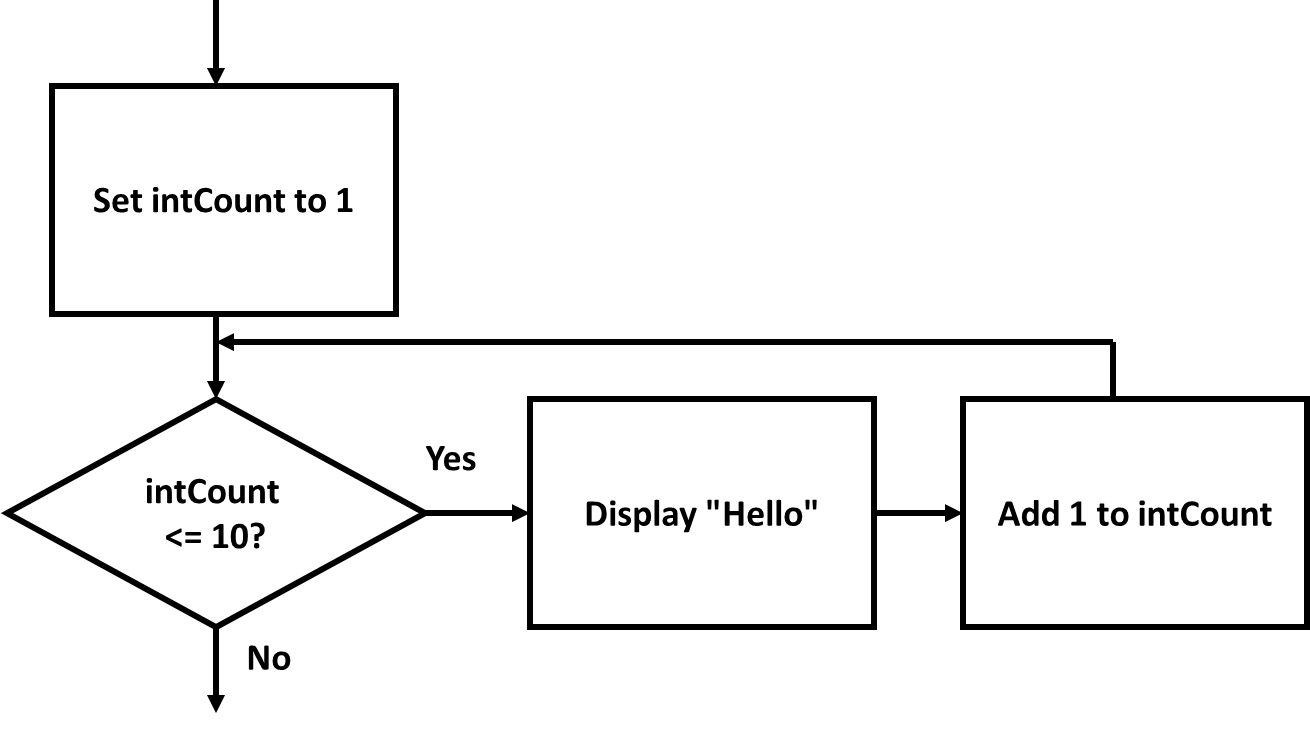 Set intCount to 1
intCount
<= 10?
Yes
Display "Hello"
Add 1 to intCount
No